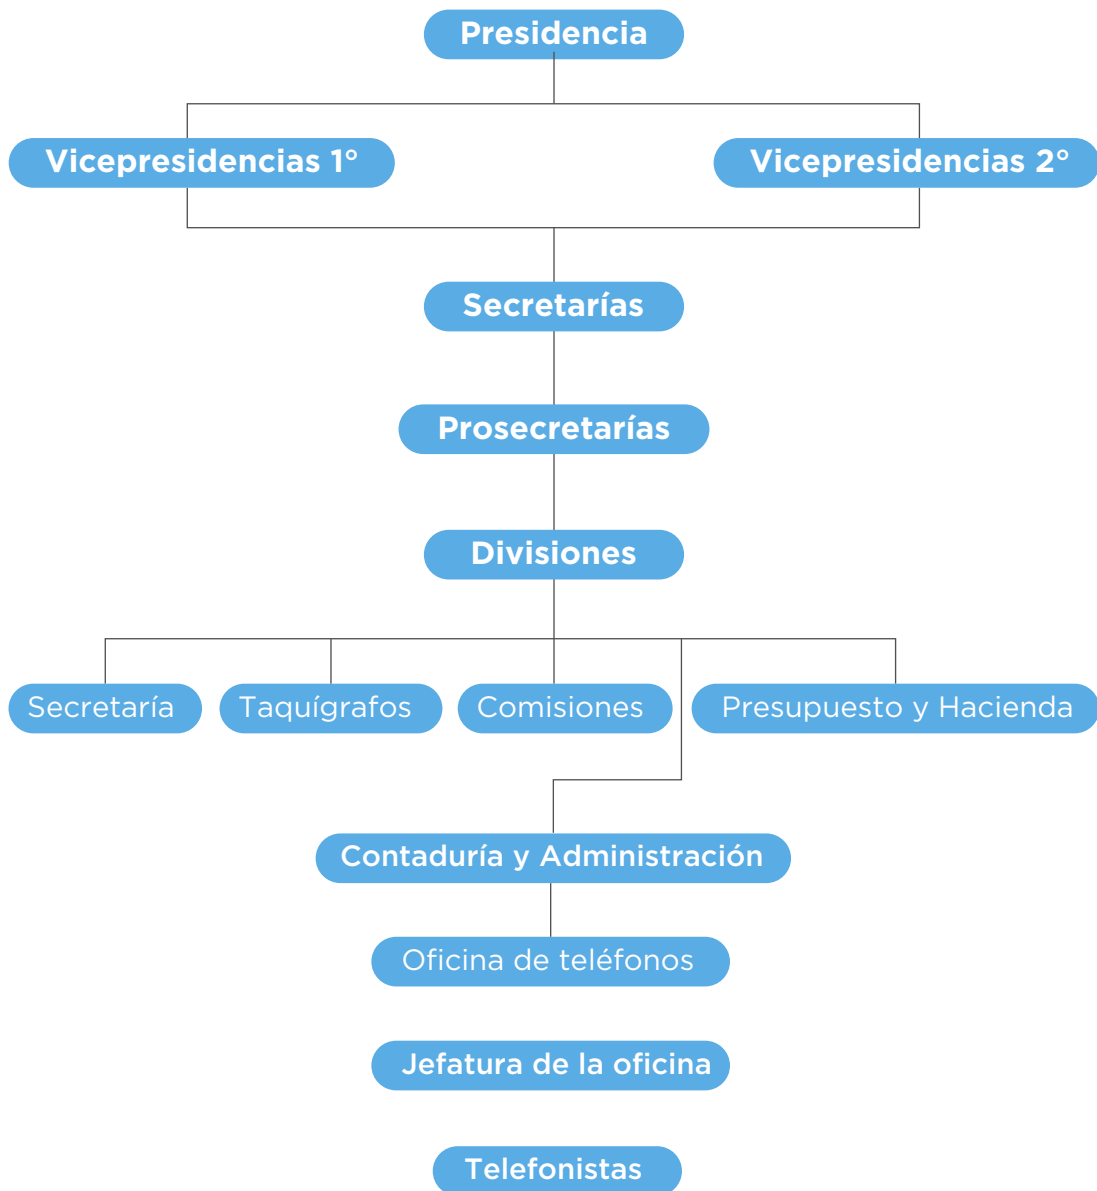 Presidencia
Vicepresidencias 1°
Vicepresidencias 2°
Secretarías
Prosecretarías
Divisiones
Secretaría
Taquígrafos
Comisiones
Presupuesto y Hacienda
Contaduría y Administración
Oficina de teléfonos
Jefatura de la oficina
Telefonistas